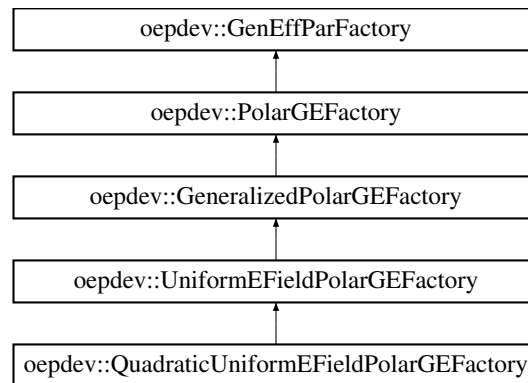 oepdev::GenEffParFactory
oepdev::PolarGEFactory
oepdev::GeneralizedPolarGEFactory
oepdev::UniformEFieldPolarGEFactory
oepdev::QuadraticUniformEFieldPolarGEFactory